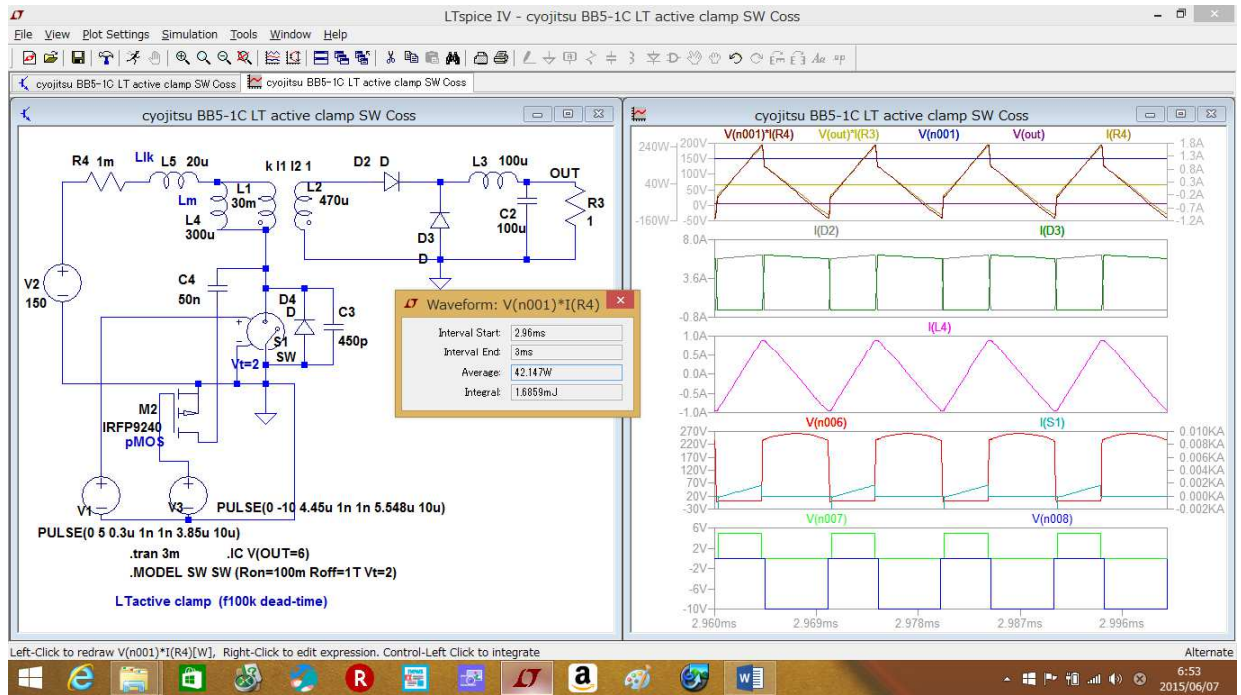 LTspice IV - cyojitsu BB5-1C LT active clamp SW Coss
File View Plot Settings Simulation Tools Window Help
cyojitsu BB5-1C LT active clamp SW Coss
cyojitsu BB5-1C LT active clamp SW Coss
cyojitsu BB5-1C LT active clamp SW Coss
R4 1m
Llk L5 20u
k l1 l2 1
D2 D
L3 100u
OUT
L1
30m
Lm
L4
300u
L2
470u
C2
100u
R3
1
D3
D
V2
150
C4
50n
D4
D
C3
450p
S1
SW
Vt=2
M2
IRFP9240
pMOS
V1
V3
PULSE(0 -10 4.45u 1n 1n 5.548u 10u)
PULSE(0 5 0.3u 1n 1n 3.85u 10u)
.tran 3m .IC V(OUT=6)
.MODEL SW SW (Ron=100m Roff=1T Vt=2)
LTactive clamp (f100k dead-time)
Waveform: V(n001)*I(R4)
Interval Start: 2.96ms
Interval End: 3ms
Average: 42.147W
Integral: 1.6859mJ
cyojitsu BB5-1C LT active clamp SW Coss
V(n001)*I(R4) V(out)*I(R3) V(n001) V(out) I(R4)
240W 200V 1.8A
150V 1.3A
100V 0.8A
40W 0.3A
50V -0.2A
0V -0.7A
-160W -50V -1.2A
I(D2) I(D3)
8.0A
3.6A
-0.8A
I(L4)
1.0A
0.5A
0.0A
-0.5A
-1.0A
V(n006) I(S1)
270V 0.010KA
220V 0.008KA
170V 0.006KA
120V 0.004KA
70V 0.002KA
20V 0.000KA
-30V -0.002KA
V(n007) V(n008)
6V
2V
-2V
-6V
-10V
2.960ms 2.969ms 2.978ms 2.987ms 2.996ms
Left-Click to redraw V(n001)*I(R4)[W], Right-Click to edit expression. Control-Left Click to integrate
Alternate
6:53
2015/06/07